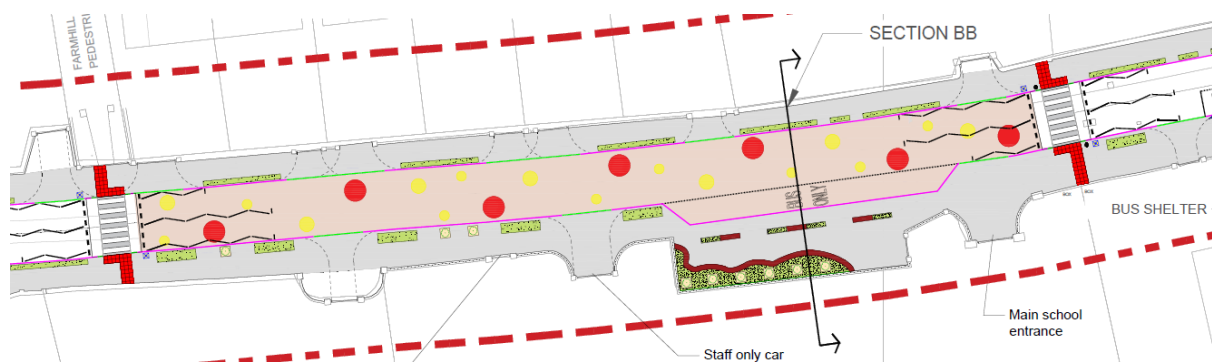 FARMHILL
PEDESTRI
SECTION BB
BUS
ONLY
BUS SHELTER
Main school
entrance
Staff only car